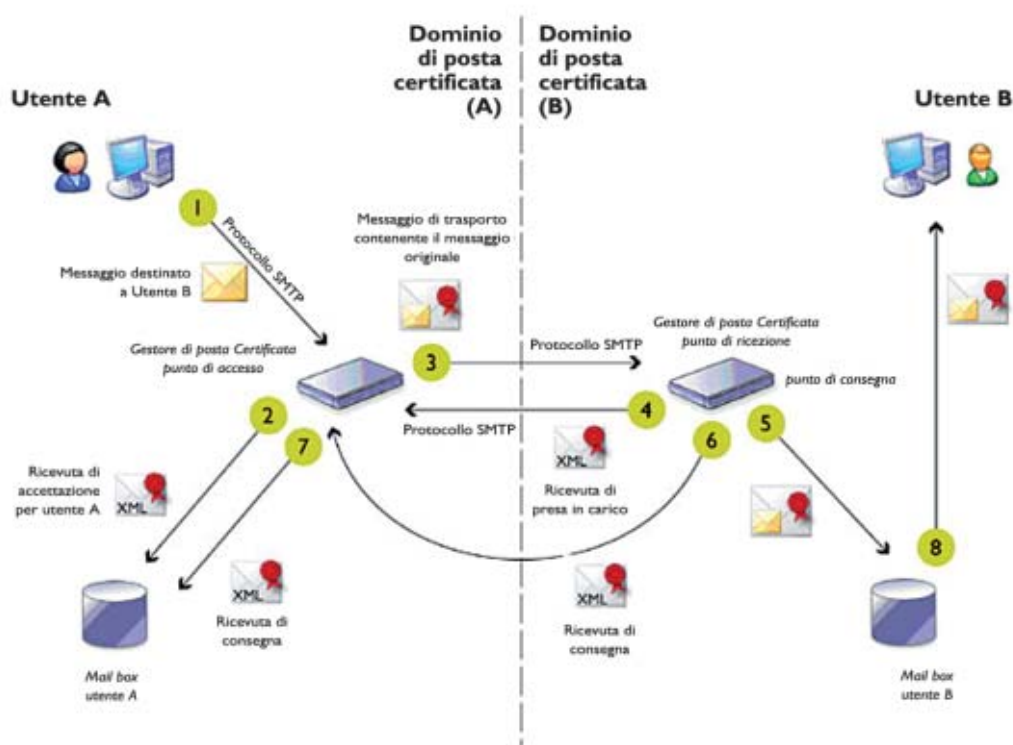 Dominio
di posta
certificata
(A)
Dominio
di posta
certificata
(B)
Utente A
Utente B
1
Protocollo SMTP
Messaggio destinato
a Utente B
Messaggio di trasporto
contenente il messaggio
originale
Gestore di posta Certificata
punto di accesso
3
Protocollo SMTP
Gestore di posta Certificata
punto di ricezione
punto di consegna
2
7
Protocollo SMTP
4
6
5
Ricevuta di
accettazione
per utente A
XML
XML
Ricevuta di
presa in carico
8
XML
Ricevuta di
consegna
XML
Ricevuta di
consegna
Mail box
utente A
Mail box
utente B